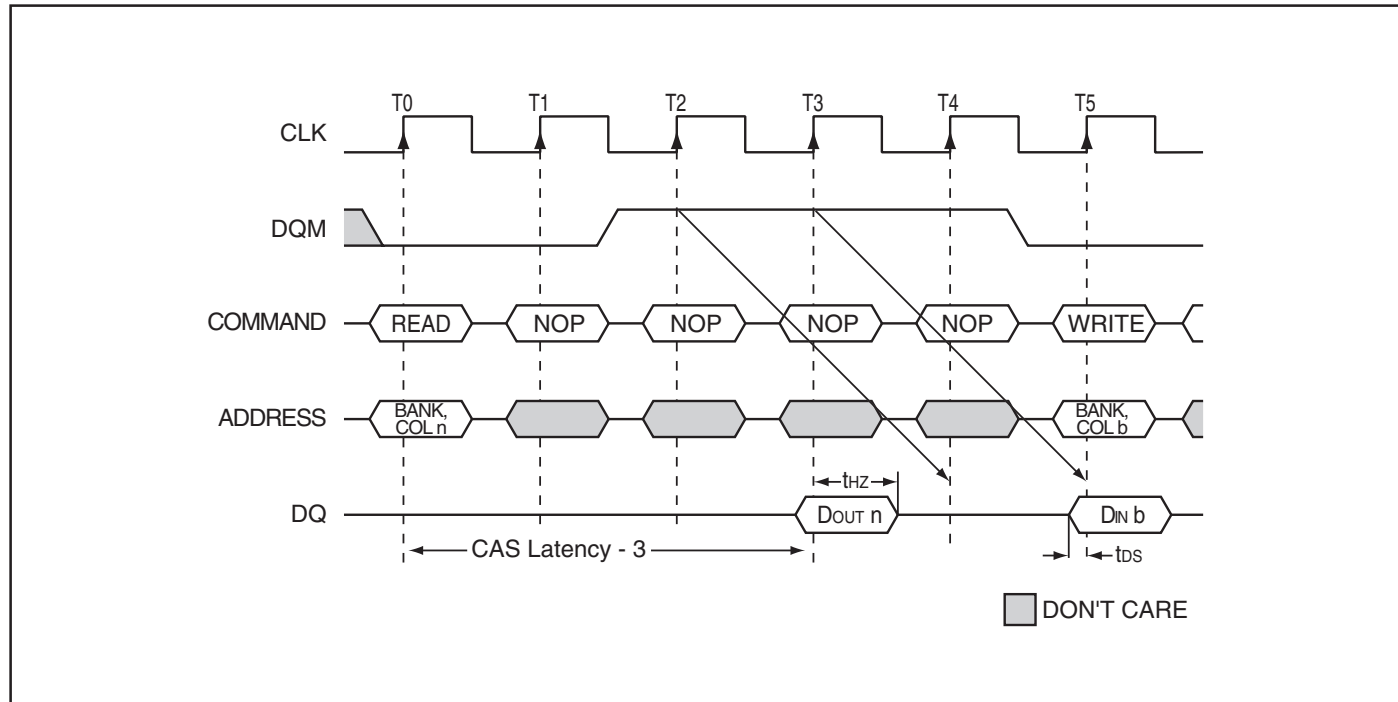 T0 T1 T2 T3 T4 T5
CLK
DQM
COMMAND READ NOP NOP NOP NOP WRITE
ADDRESS BANK, COL n BANK, COL b
tHZ
DQ DOUT n DIN b
CAS Latency - 3 tDS
DON'T CARE